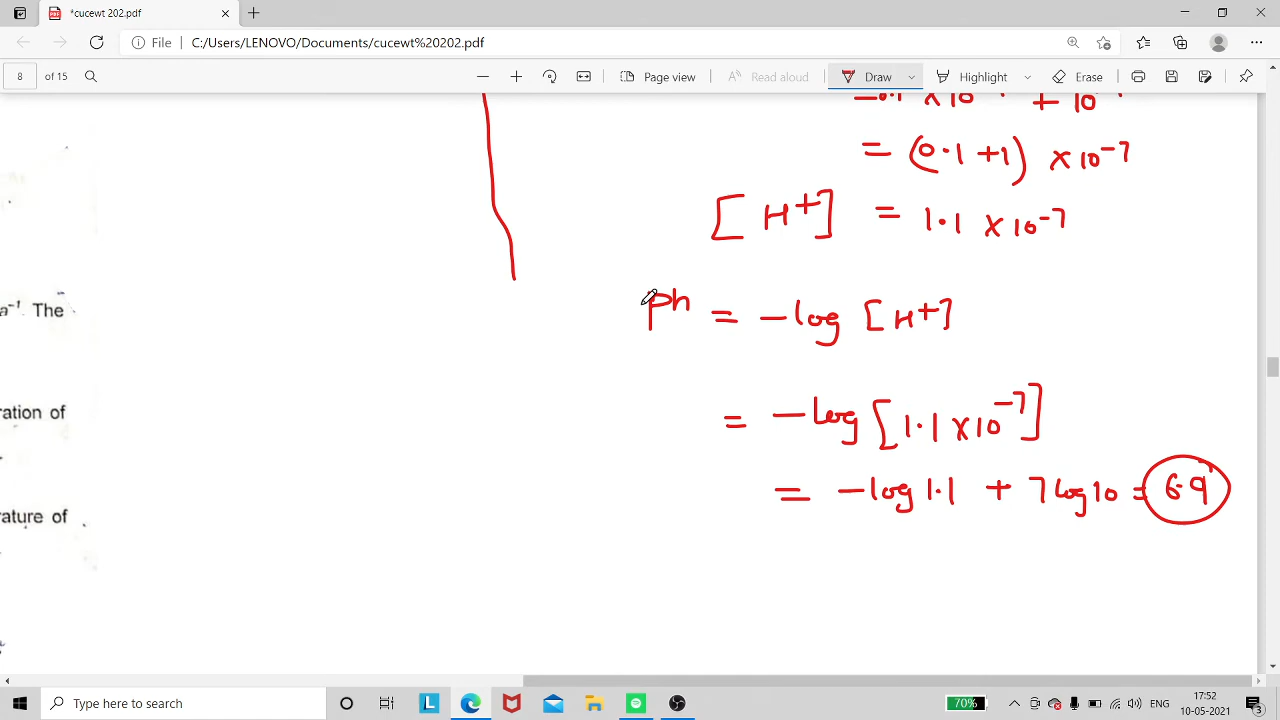 *cucewt 202.pdf
File C:/Users/LENOVO/Documents/cucewt%20202.pdf
8 of 15 Page view Read aloud Draw Highlight Erase
= (0.1 + 1) × 10⁻⁷
[H⁺] = 1.1 × 10⁻⁷
a⁻¹. The
Ph = -log [H⁺]
ration of
= -log [1.1 × 10⁻⁷]
= -log 1.1 + 7 log 10 = 6.9
rature of
Type here to search 70% 17:52
10-05-2021
3